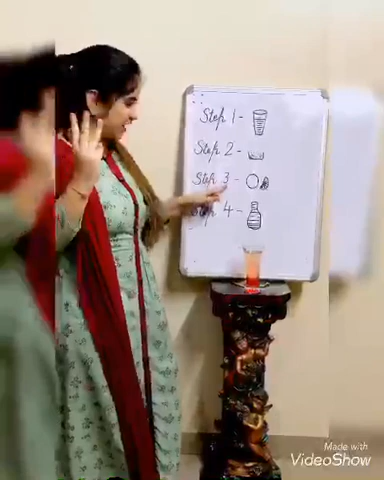 Step 1 -
Step 2 -
Step 3 -
Step 4 -
Made with
VideoShow